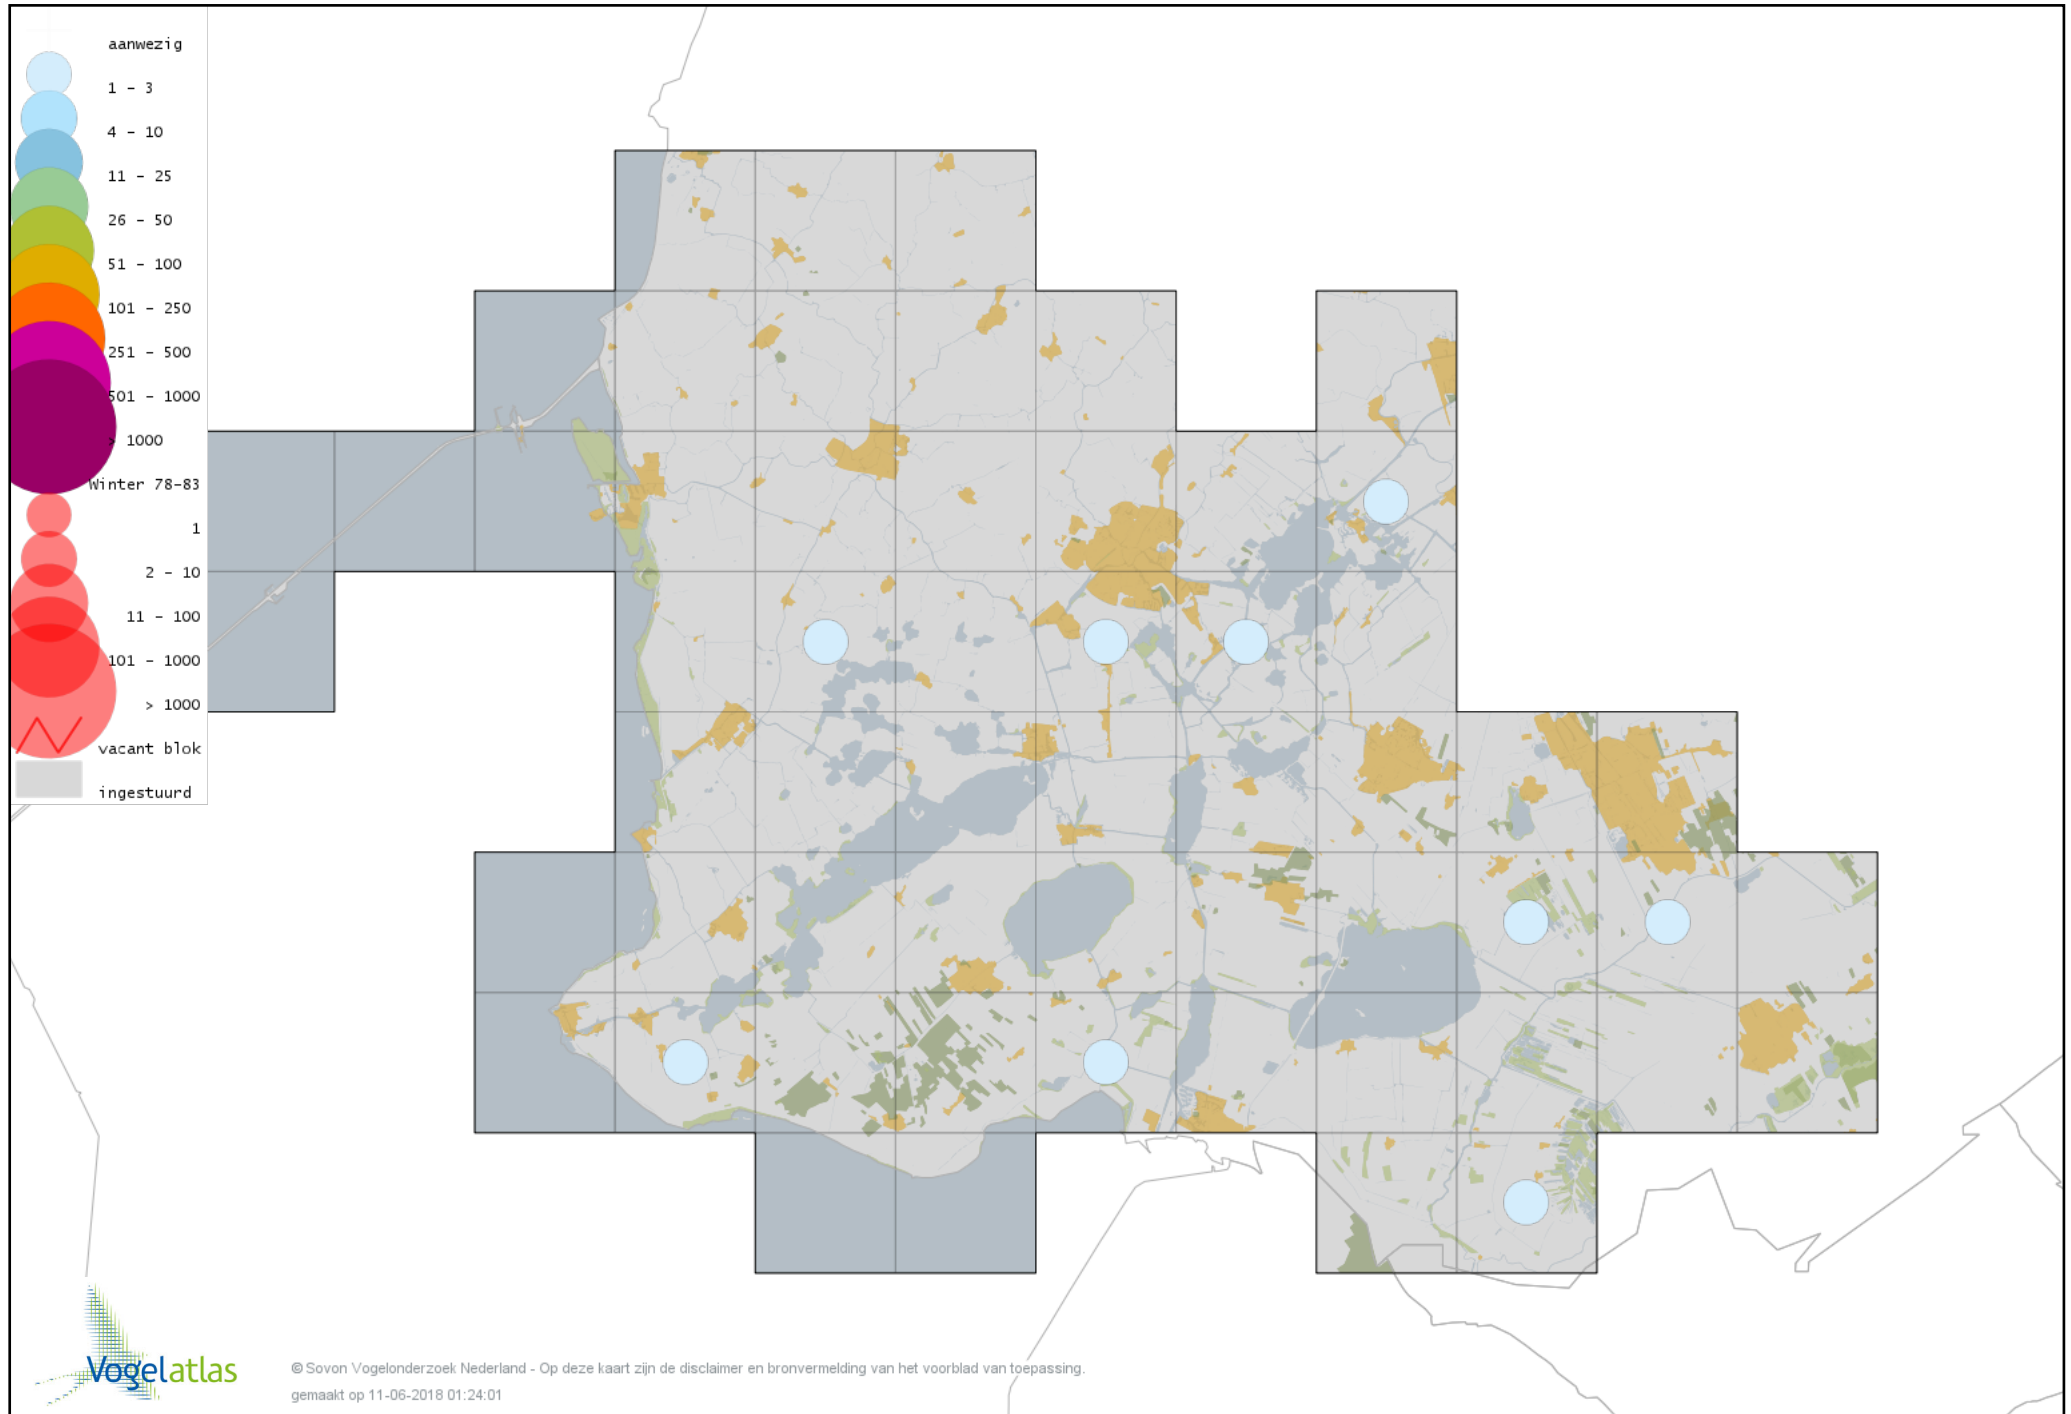 aanwezig
1 – 3
4 – 10
11 – 25
26 – 50
51 – 100
101 – 250
251 – 500
501 – 1000
> 1000
Winter 78-83
1
2 – 10
11 – 100
101 – 1000
> 1000
vacant blok
ingestuurd
Vogelatlas
© Sovon Vogelonderzoek Nederland - Op deze kaart zijn de disclaimer en bronvermelding van het voorblad van toepassing.
gemaakt op 11-06-2018 01:24:01